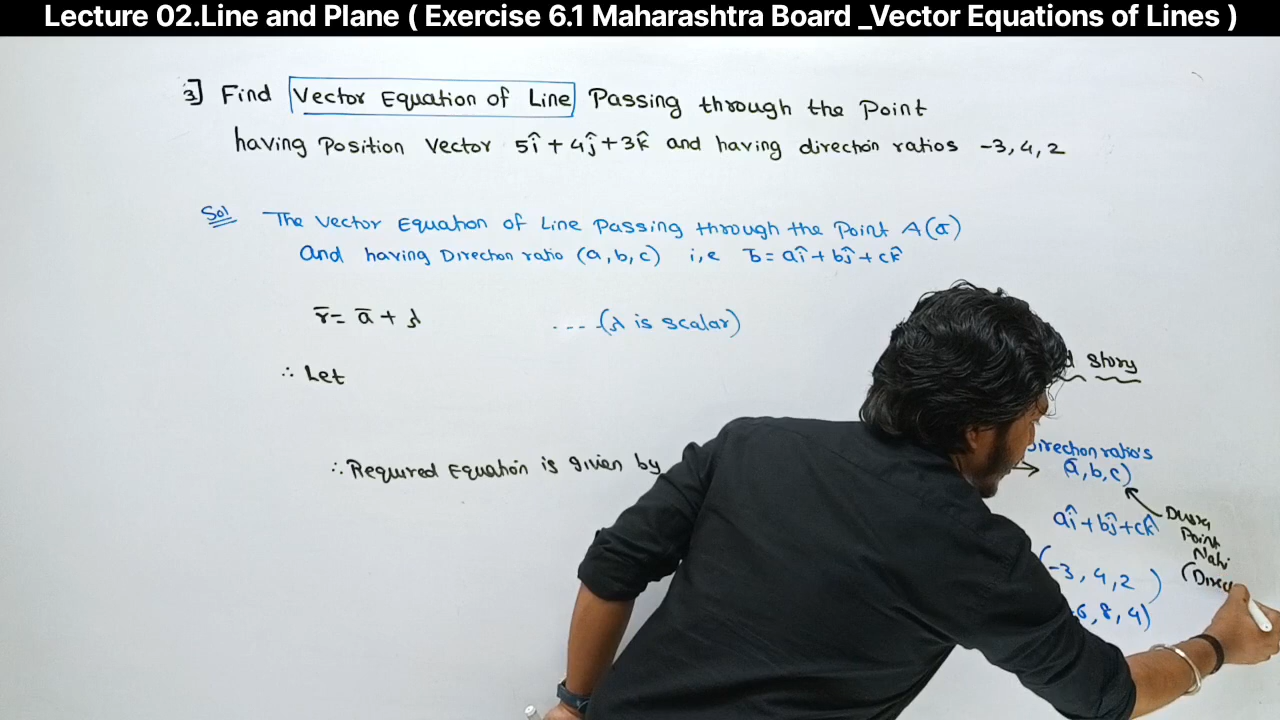 Lecture 02.Line and Plane ( Exercise 6.1 Maharashtra Board _Vector Equations of Lines )
3] Find Vector Equation of Line Passing through the Point
having Position Vector 5î + 4ĵ + 3k̂ and having direction ratios -3, 4, 2
Sol The Vector Equation of Line Passing through the Point A(ā)
and having Direction ratio (a, b, c) i,e b̄ = aî + bĵ + ck̂
r̄ = ā + λ ---- (λ is scalar)
∴ Let
∴ Required Equation is given by
Story
Direction ratio's
(a, b, c)
aî + bĵ + ck̂
Point
Nahi
(-3, 4, 2 )
6, 8, 4)